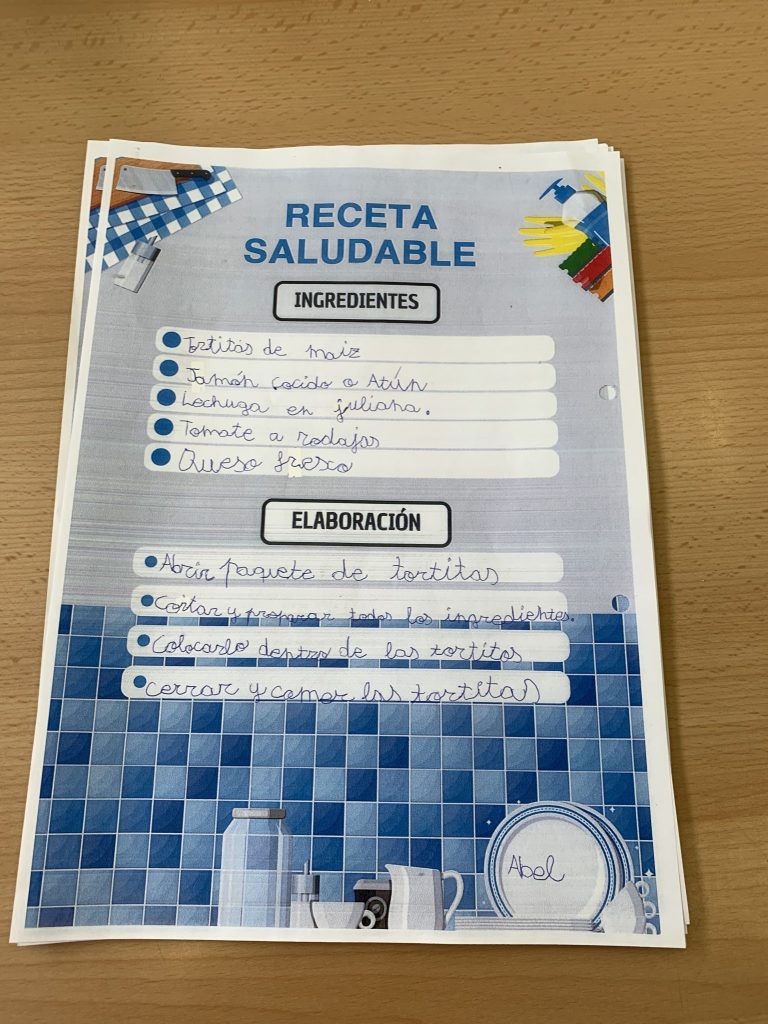 RECETA
SALUDABLE
INGREDIENTES
Tortitas de maiz
Jamón cocido o Atún
Lechuga en juliana.
Tomate a rodajas
Queso fresco
ELABORACIÓN
Abrir paquete de tortitas
Cortar y preprar todos los ingredientes.
Colocarlo dentro de las tortitas
cerrar y comer las tortitas
Abel